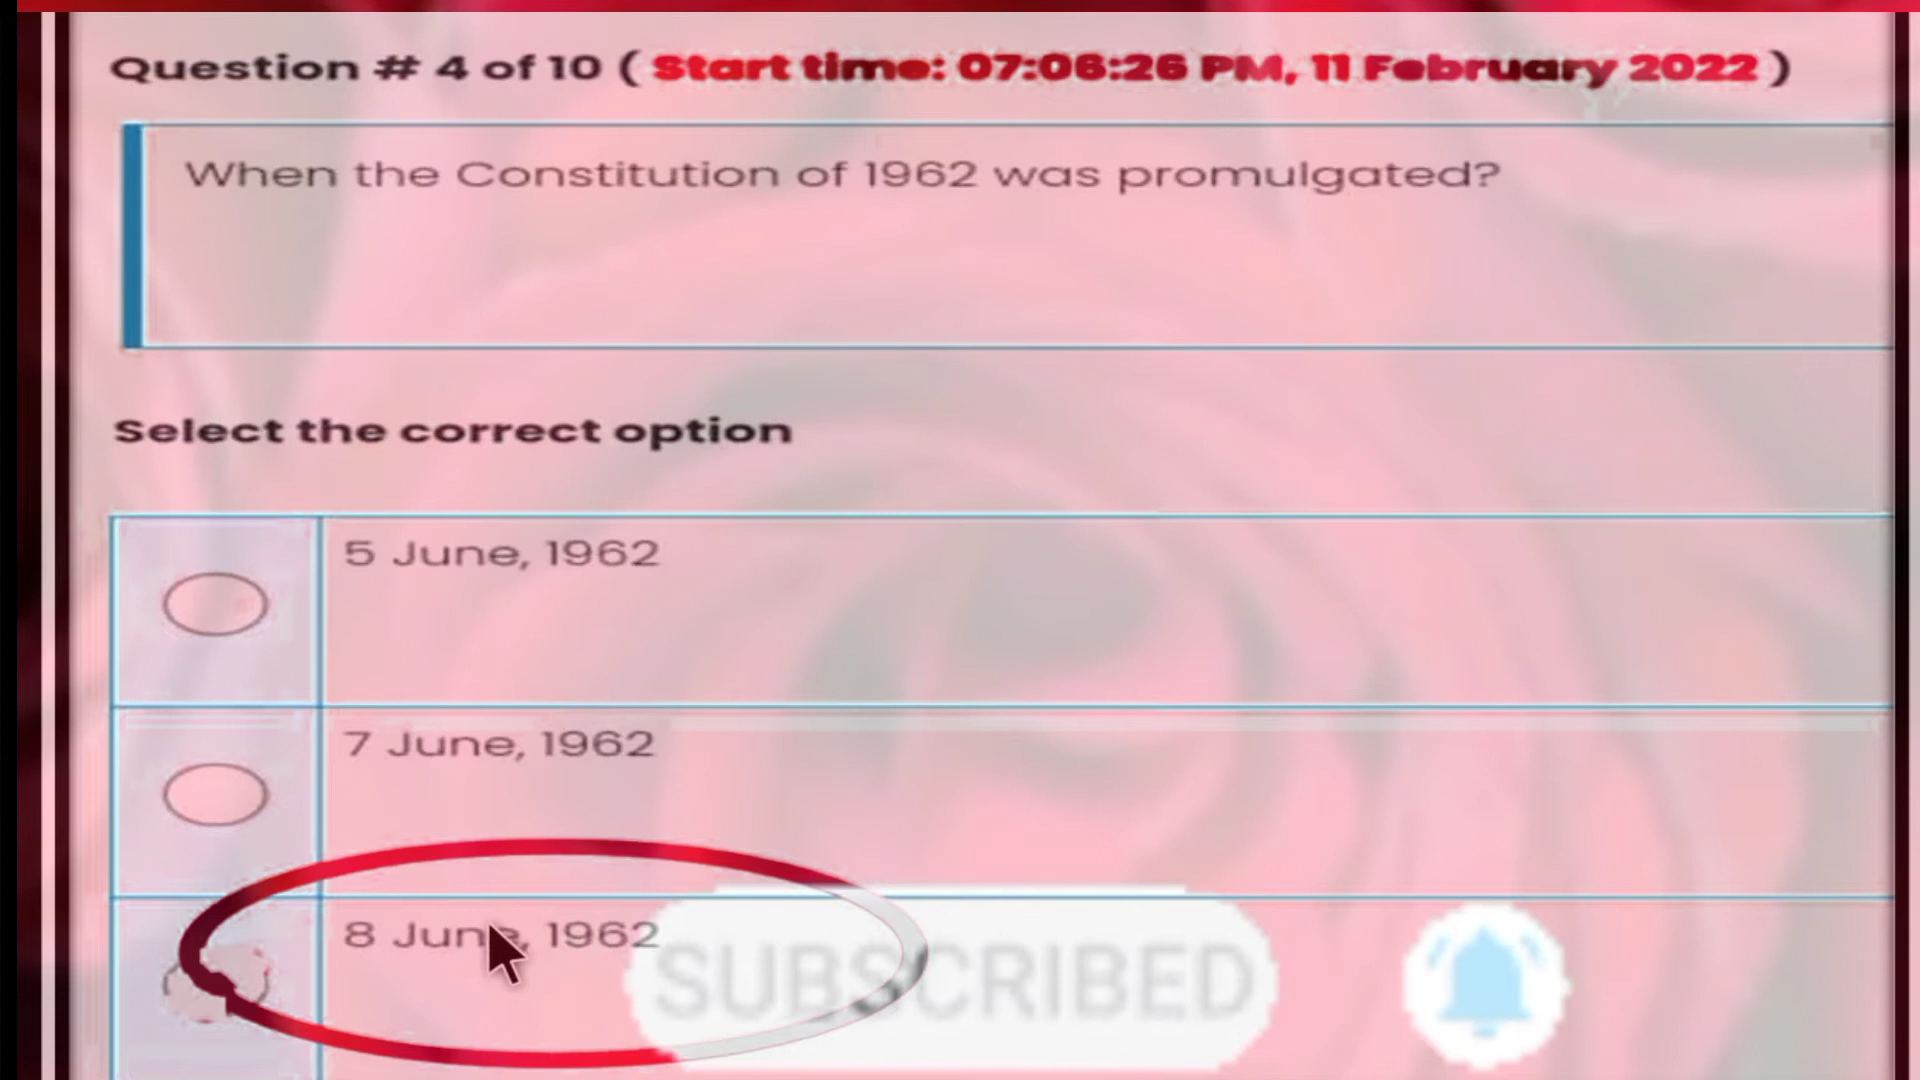 Question # 4 of 10 ( Start time: 07:06:26 PM, 11 February 2022 )
When the Constitution of 1962 was promulgated?
Select the correct option
5 June, 1962
7 June, 1962
8 June, 1962
SUBSCRIBED